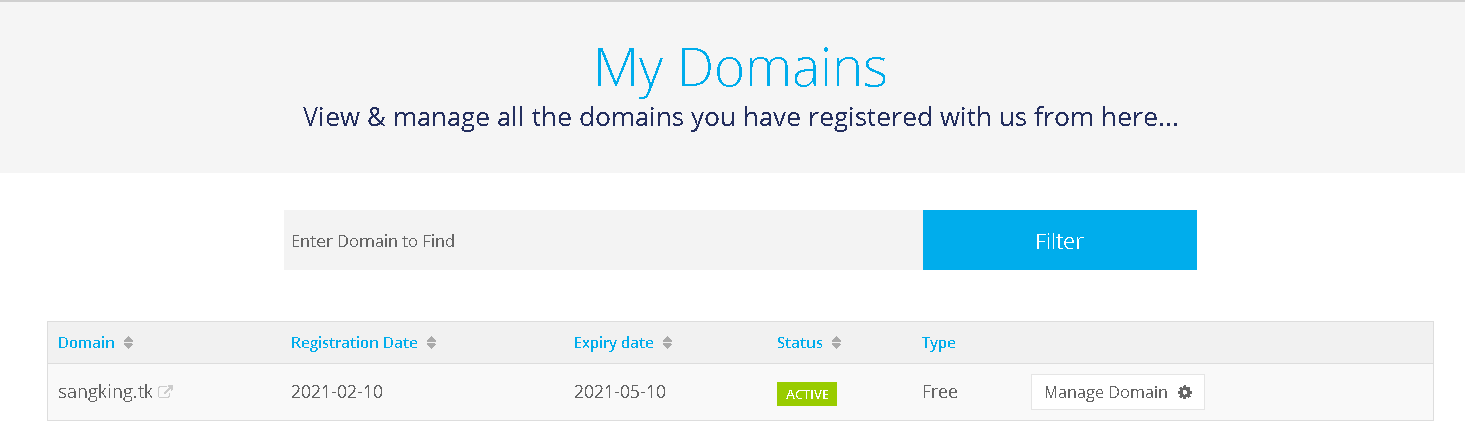 My Domains
View & manage all the domains you have registered with us from here...
Enter Domain to Find
Filter
Domain Registration Date Expiry date Status Type
sangking.tk 2021-02-10 2021-05-10 ACTIVE Free Manage Domain